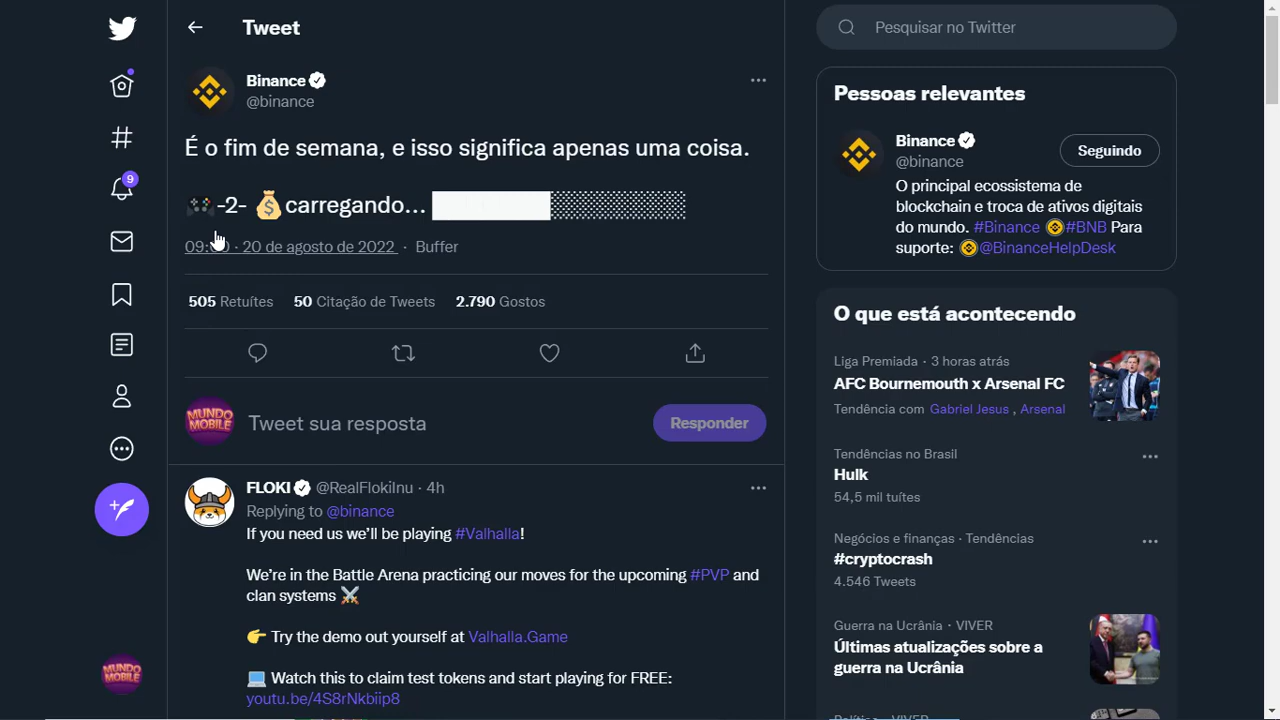 Tweet
Binance
@binance
É o fim de semana, e isso significa apenas uma coisa.
🎮-2- 💰carregando... 
· 20 de agosto de 2022 · Buffer
505 Retuítes 50 Citação de Tweets 2.790 Gostos
MUNDO MOBILE
Tweet sua resposta
Responder
FLOKI @RealFlokiInu · 4h
Replying to @binance
If you need us we’ll be playing #Valhalla!
We’re in the Battle Arena practicing our moves for the upcoming #PVP and
clan systems ⚔️
👉 Try the demo out yourself at Valhalla.Game
💻 Watch this to claim test tokens and start playing for FREE:
youtu.be/4S8rNkbiip8
9
MUNDO MOBILE
Pesquisar no Twitter
Pessoas relevantes
Binance
@binance
Seguindo
O principal ecossistema de
blockchain e troca de ativos digitais
do mundo. #Binance #BNB Para
suporte: @BinanceHelpDesk
O que está acontecendo
Liga Premiada · 3 horas atrás
AFC Bournemouth x Arsenal FC
Tendência com Gabriel Jesus , Arsenal
Tendências no Brasil
Hulk
54,5 mil tuítes
Negócios e finanças · Tendências
#cryptocrash
4.546 Tweets
Guerra na Ucrânia · VIVER
Últimas atualizações sobre a
guerra na Ucrânia